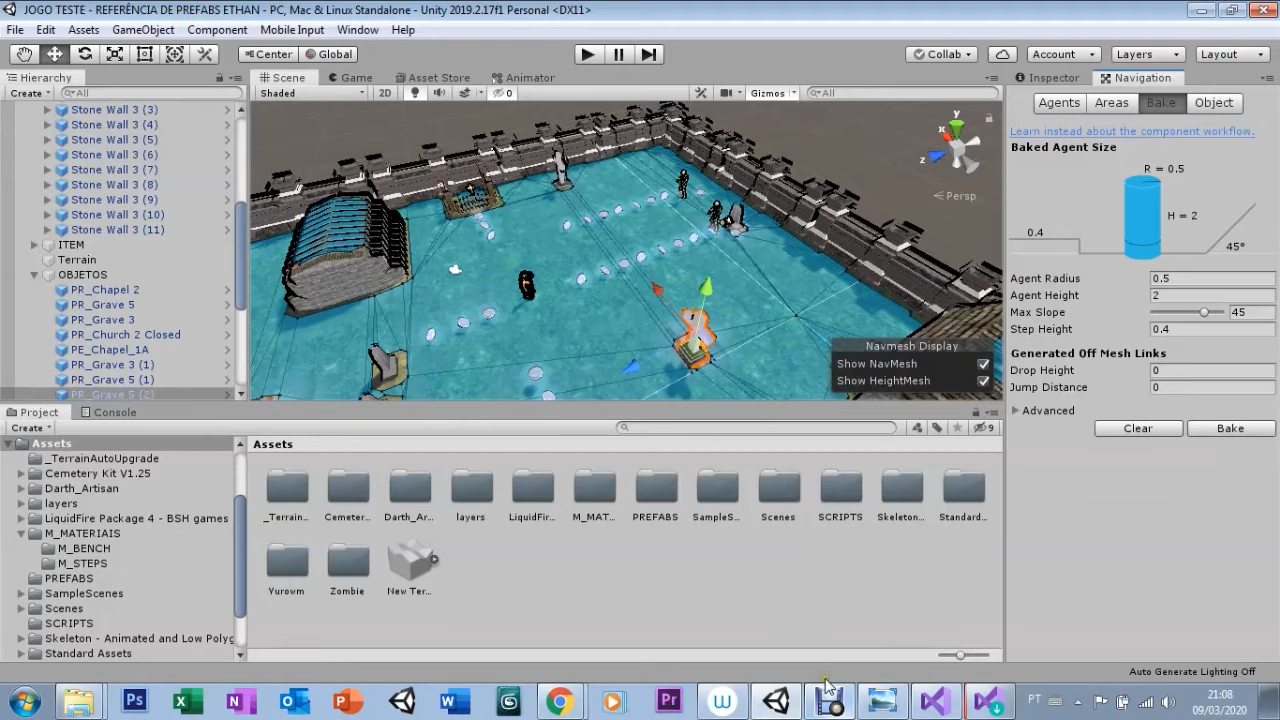 JOGO TESTE - REFERÊNCIA DE PREFABS ETHAN - PC, Mac & Linux Standalone - Unity 2019.2.17f1 Personal <DX11>
File Edit Assets GameObject Component Mobile Input Window Help
Center Global Collab Account Layers Layout
Hierarchy Scene Game Asset Store Animator Inspector Navigation
Create All Shaded 2D 0 Gizmos All
Agents Areas Bake Object
Learn instead about the component workflow.
Baked Agent Size
R = 0.5
H = 2
0.4
45°
Agent Radius 0.5
Agent Height 2
Max Slope 45
Step Height 0.4
Generated Off Mesh Links
Drop Height 0
Jump Distance 0
Advanced
Clear Bake
Stone Wall 3 (3)
Stone Wall 3 (4)
Stone Wall 3 (5)
Stone Wall 3 (6)
Stone Wall 3 (7)
Stone Wall 3 (8)
Stone Wall 3 (9)
Stone Wall 3 (10)
Stone Wall 3 (11)
ITEM
Terrain
OBJETOS
PR_Chapel 2
PR_Grave 5
PR_Grave 3
PR_Church 2 Closed
PE_Chapel_1A
PR_Grave 3 (1)
PR_Grave 5 (1)
PR_Grave 5 (2)
y
x
z
Persp
Navmesh Display
Show NavMesh
Show HeightMesh
Project Console
Create 9
Assets
_TerrainAutoUpgrade
Cemetery Kit V1.25
Darth_Artisan
layers
LiquidFire Package 4 - BSH games
M_MATERIAIS
M_BENCH
M_STEPS
PREFABS
SampleScenes
Scenes
SCRIPTS
Skeleton - Animated and Low Polyg
Standard Assets
Assets
_Terrain... Cemeter... Darth_Ar... layers LiquidFir... M_MAT... PREFABS SampleS... Scenes SCRIPTS Skeleton... Standard...
Yurowm Zombie New Ter...
Auto Generate Lighting Off
Ps W Pr W PT 21:08
09/03/2020